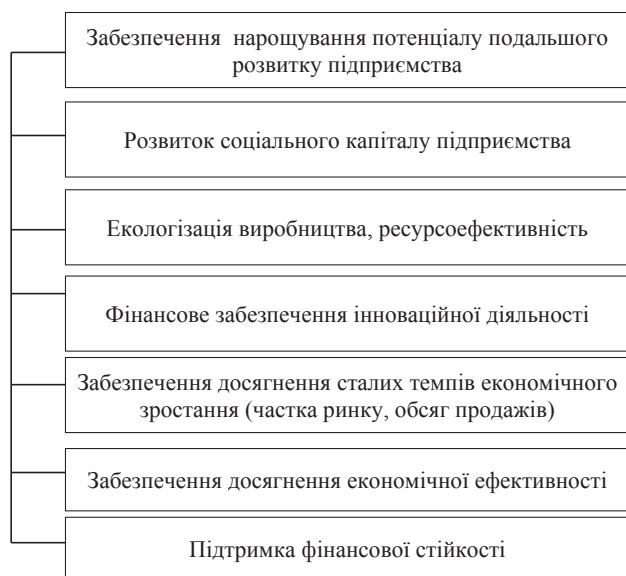 Забезпечення нарощування потенціалу подальшого
розвитку підприємства
Розвиток соціального капіталу підприємства
Екологізація виробництва, ресурсоефективність
Фінансове забезпечення інноваційної діяльності
Забезпечення досягнення сталих темпів економічного
зростання (частка ринку, обсяг продажів)
Забезпечення досягнення економічної ефективності
Підтримка фінансової стійкості